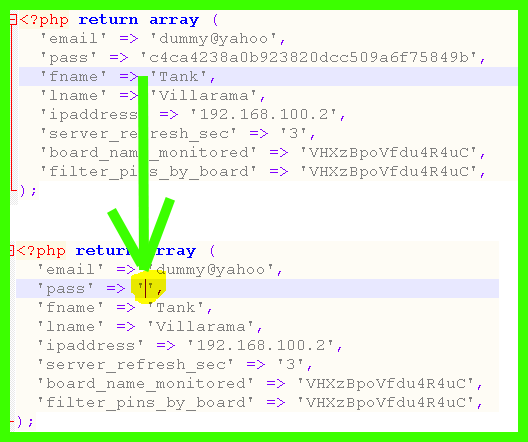 <?php return array (
'email' => 'dummy@yahoo',
'pass' => 'c4ca4238a0b923820dcc509a6f75849b',
'fname' => 'Tank',
'lname' => 'Villarama',
'ipaddress' => '192.168.100.2',
'server_refresh_sec' => '3',
'board_name_monitored' => 'VHXzBpoVfdu4R4uC',
'filter_pins_by_board' => 'VHXzBpoVfdu4R4uC',
);
<?php return array (
'email' => 'dummy@yahoo',
'pass' => '',
'fname' => 'Tank',
'lname' => 'Villarama',
'ipaddress' => '192.168.100.2',
'server_refresh_sec' => '3',
'board_name_monitored' => 'VHXzBpoVfdu4R4uC',
'filter_pins_by_board' => 'VHXzBpoVfdu4R4uC',
);